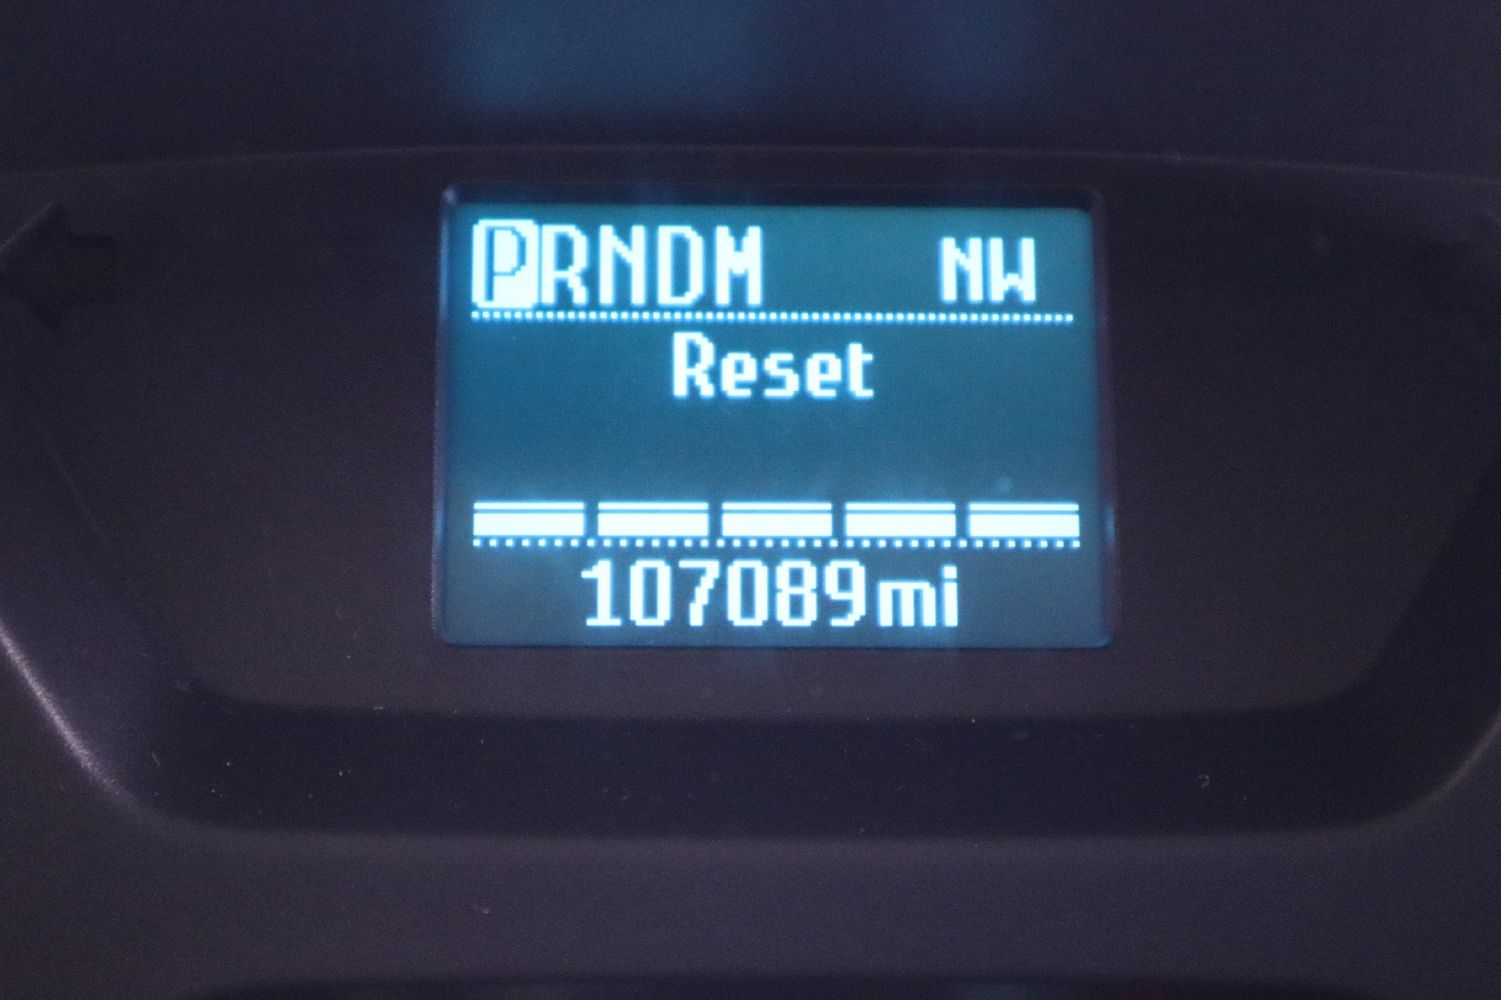 PRNDM NW
Reset
107089mi